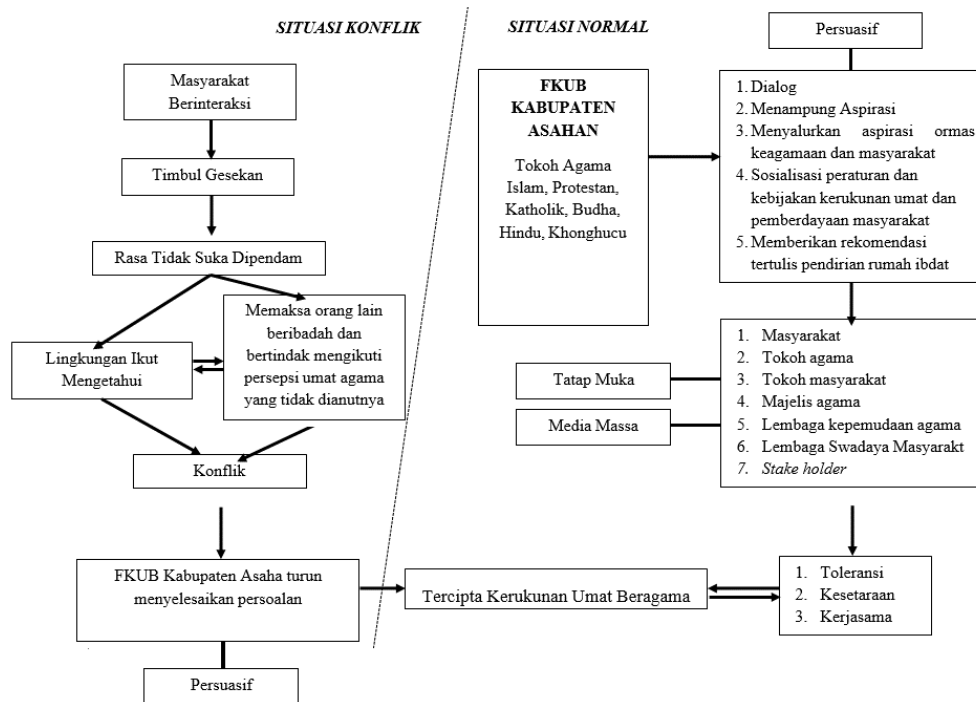 SITUASI KONFLIK
Masyarakat
Berinteraksi
Timbul Gesekan
Rasa Tidak Suka Dipendam
Lingkungan Ikut
Mengetahui
Memaksa orang lain
beribadah dan
bertindak mengikuti
persepsi umat agama
yang tidak dianutnya
Konflik
FKUB Kabupaten Asaha turun
menyelesaikan persoalan
Persuasif
SITUASI NORMAL
FKUB
KABUPATEN
ASAHAN
Tokoh Agama
Islam, Protestan,
Katholik, Budha,
Hindu, Khonghucu
Persuasif
1. Dialog
2. Menampung Aspirasi
3. Menyalurkan aspirasi ormas
keagamaan dan masyarakat
4. Sosialisasi peraturan dan
kebijakan kerukunan umat dan
pemberdayaan masyarakat
5. Memberikan rekomendasi
tertulis pendirian rumah ibdat
Tatap Muka
Media Massa
1. Masyarakat
2. Tokoh agama
3. Tokoh masyarakat
4. Majelis agama
5. Lembaga kepemudaan agama
6. Lembaga Swadaya Masyarakt
7. Stake holder
Tercipta Kerukunan Umat Beragama
1. Toleransi
2. Kesetaraan
3. Kerjasama